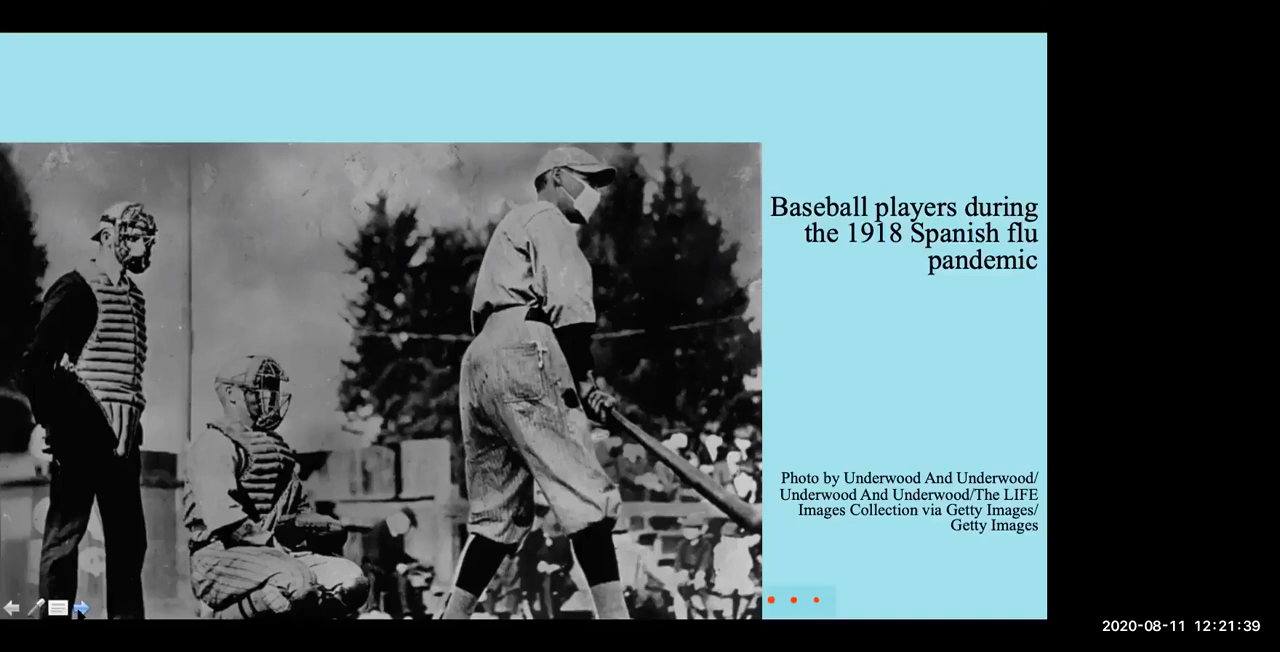 Baseball players during
the 1918 Spanish flu
pandemic
Photo by Underwood And Underwood/
Underwood And Underwood/The LIFE
Images Collection via Getty Images/
Getty Images
2020-08-11 12:21:39